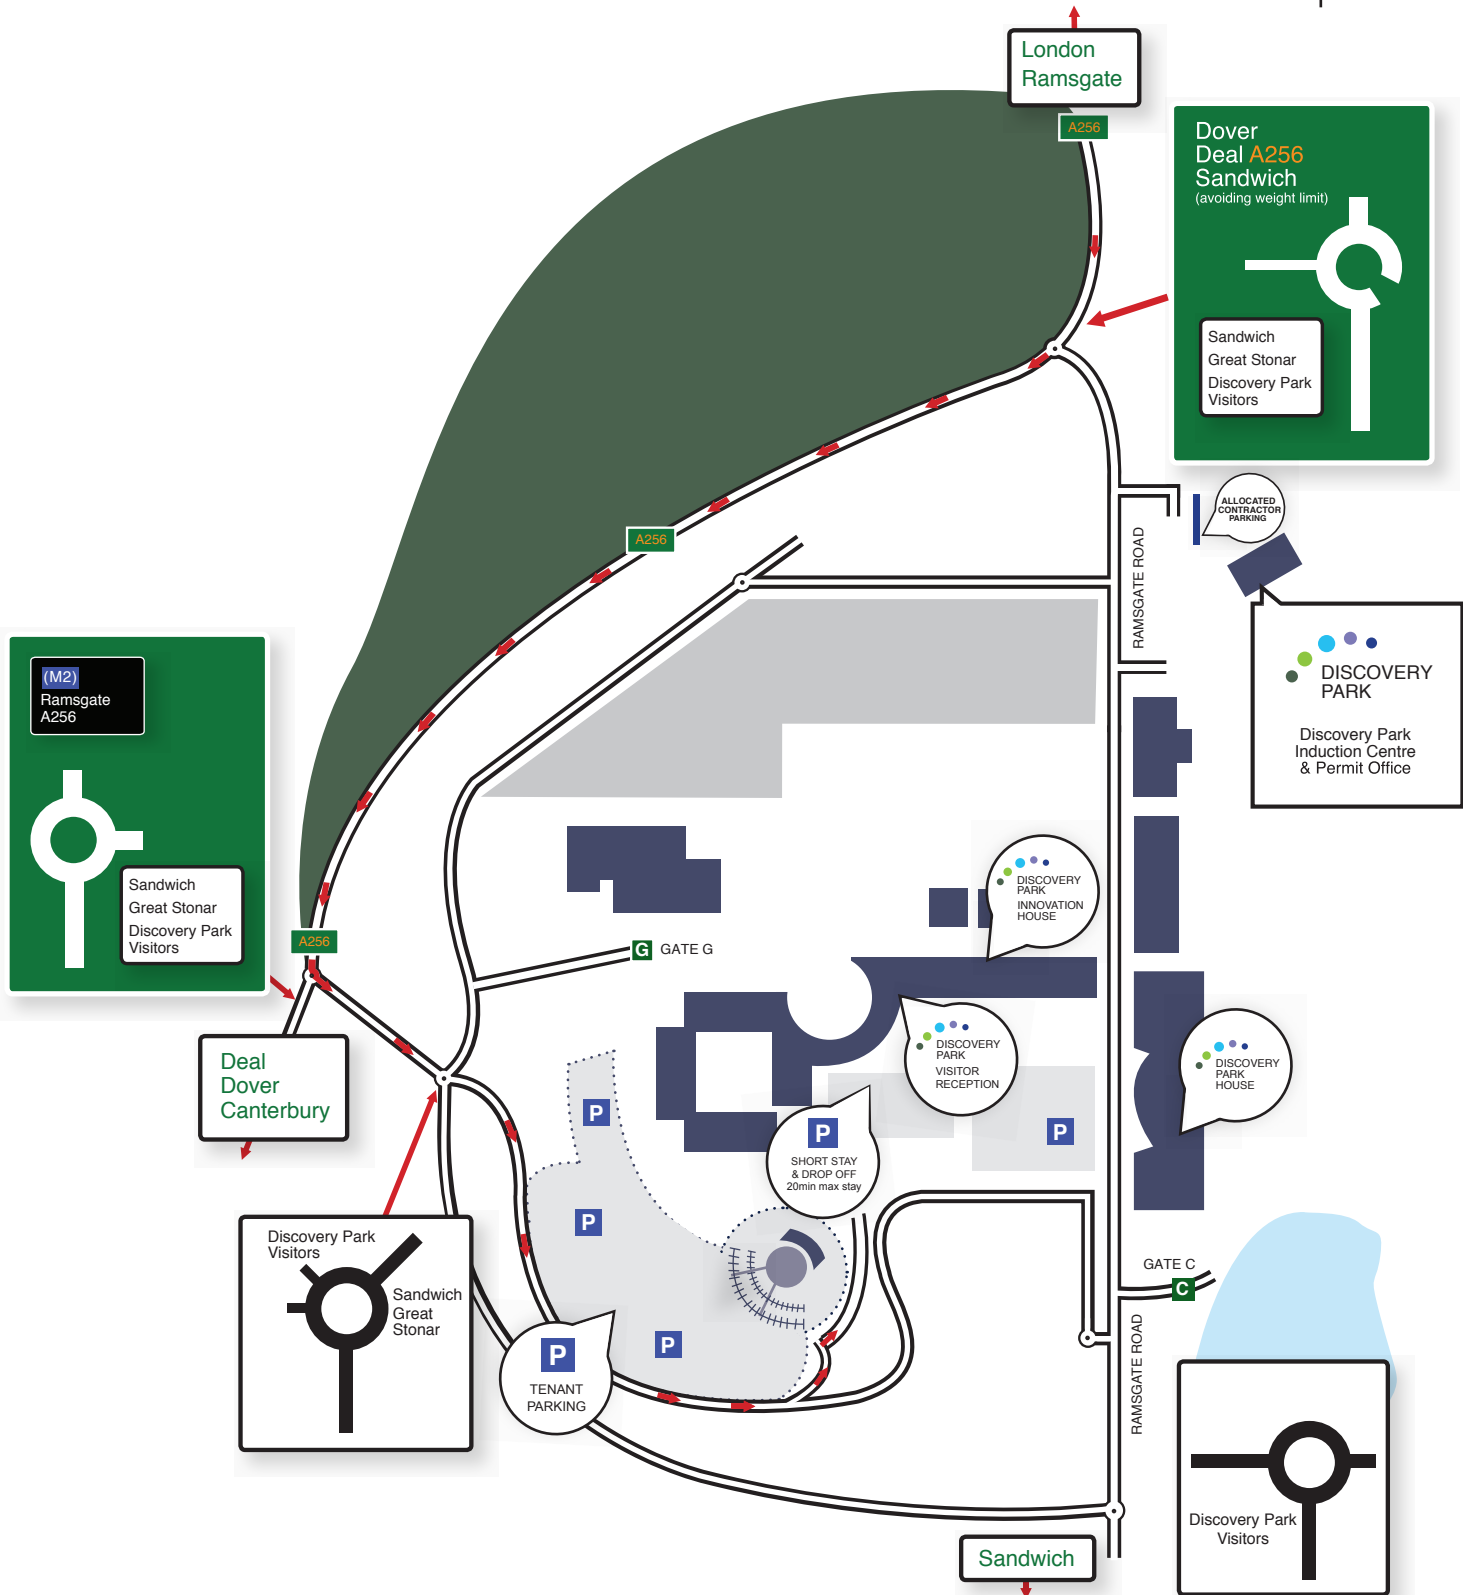 London
Ramsgate
A256
Dover
Deal A256
Sandwich
(avoiding weight limit)
Sandwich
Great Stonar
Discovery Park
Visitors
ALLOCATED
CONTRACTOR
PARKING
RAMSGATE ROAD
A256
DISCOVERY
PARK
Discovery Park
Induction Centre
& Permit Office
(M2)
Ramsgate
A256
Sandwich
Great Stonar
Discovery Park
Visitors
A256
DISCOVERY
PARK
INNOVATION
HOUSE
G GATE G
DISCOVERY
PARK
VISITOR
RECEPTION
DISCOVERY
PARK
HOUSE
Deal
Dover
Canterbury
P
P
P
SHORT STAY
& DROP OFF
20min max stay
P
Discovery Park
Visitors
Sandwich
Great
Stonar
GATE C
C
RAMSGATE ROAD
P
P
TENANT
PARKING
Discovery Park
Visitors
Sandwich